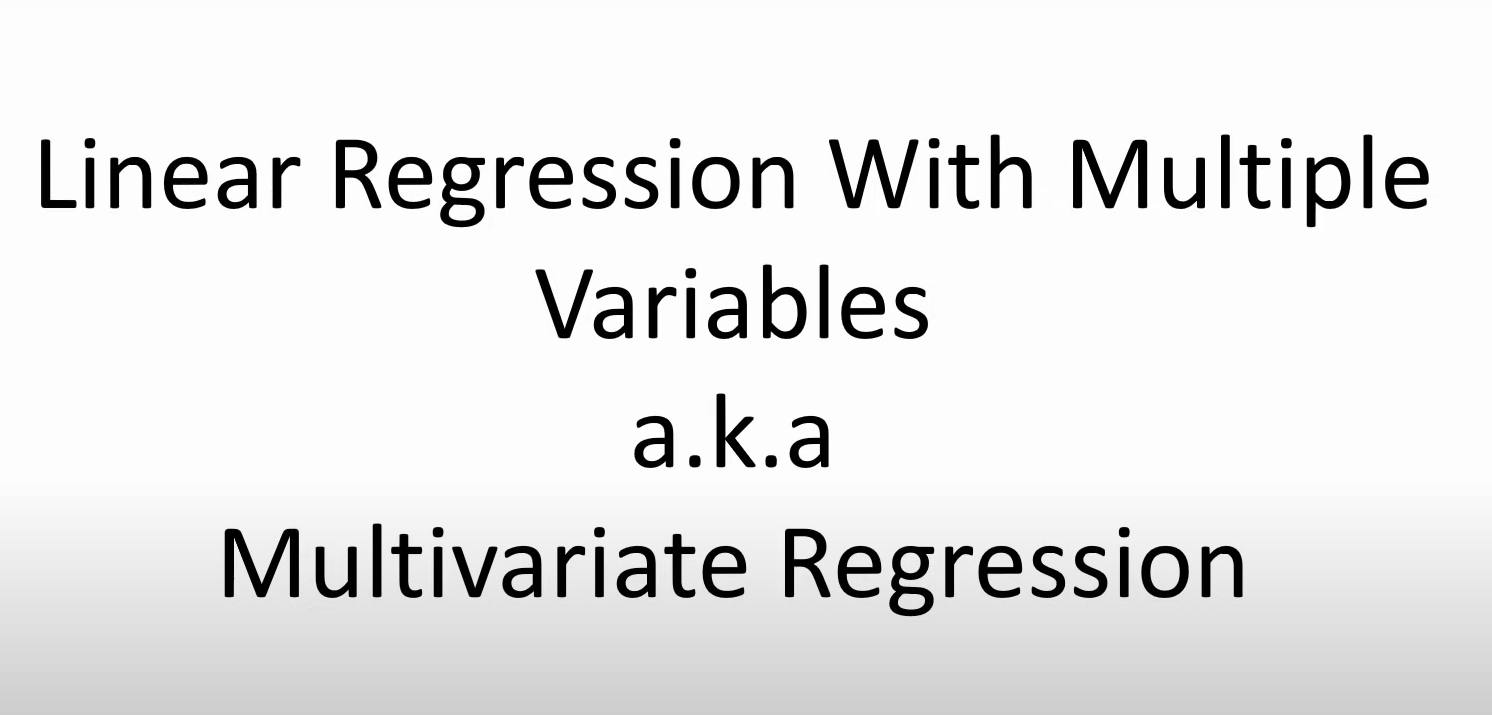 Linear Regression With Multiple
Variables
a.k.a
Multivariate Regression